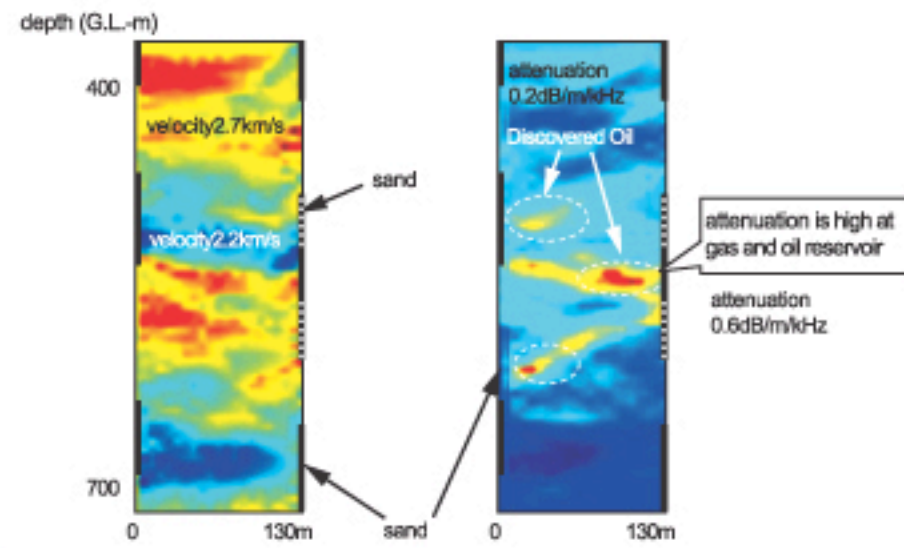 depth (G.L.-m)
400
velocity2.7km/s
sand
velocity2.2km/s
700
0
130m
sand
attenuation
0.2dB/m/kHz
Discovered Oil
attenuation is high at
gas and oil reservoir
attenuation
0.6dB/m/kHz
0
130m